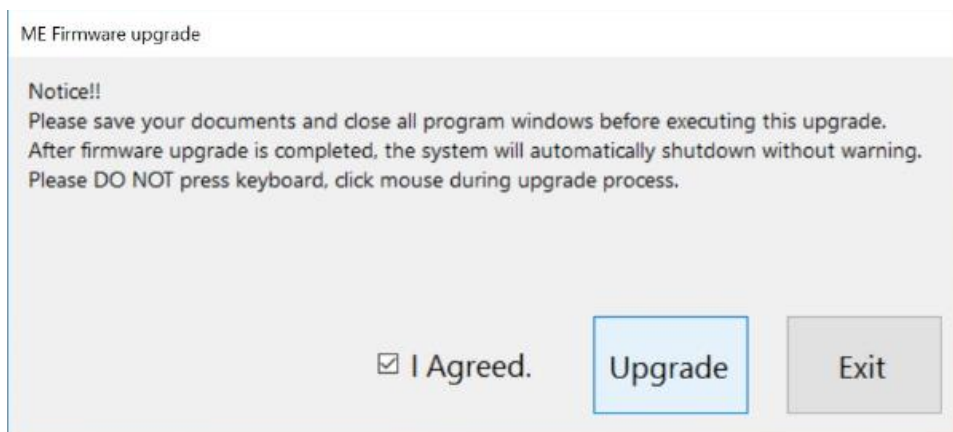 ME Firmware upgrade
Notice!!
Please save your documents and close all program windows before executing this upgrade.
After firmware upgrade is completed, the system will automatically shutdown without warning.
Please DO NOT press keyboard, click mouse during upgrade process.
I Agreed.
Upgrade
Exit